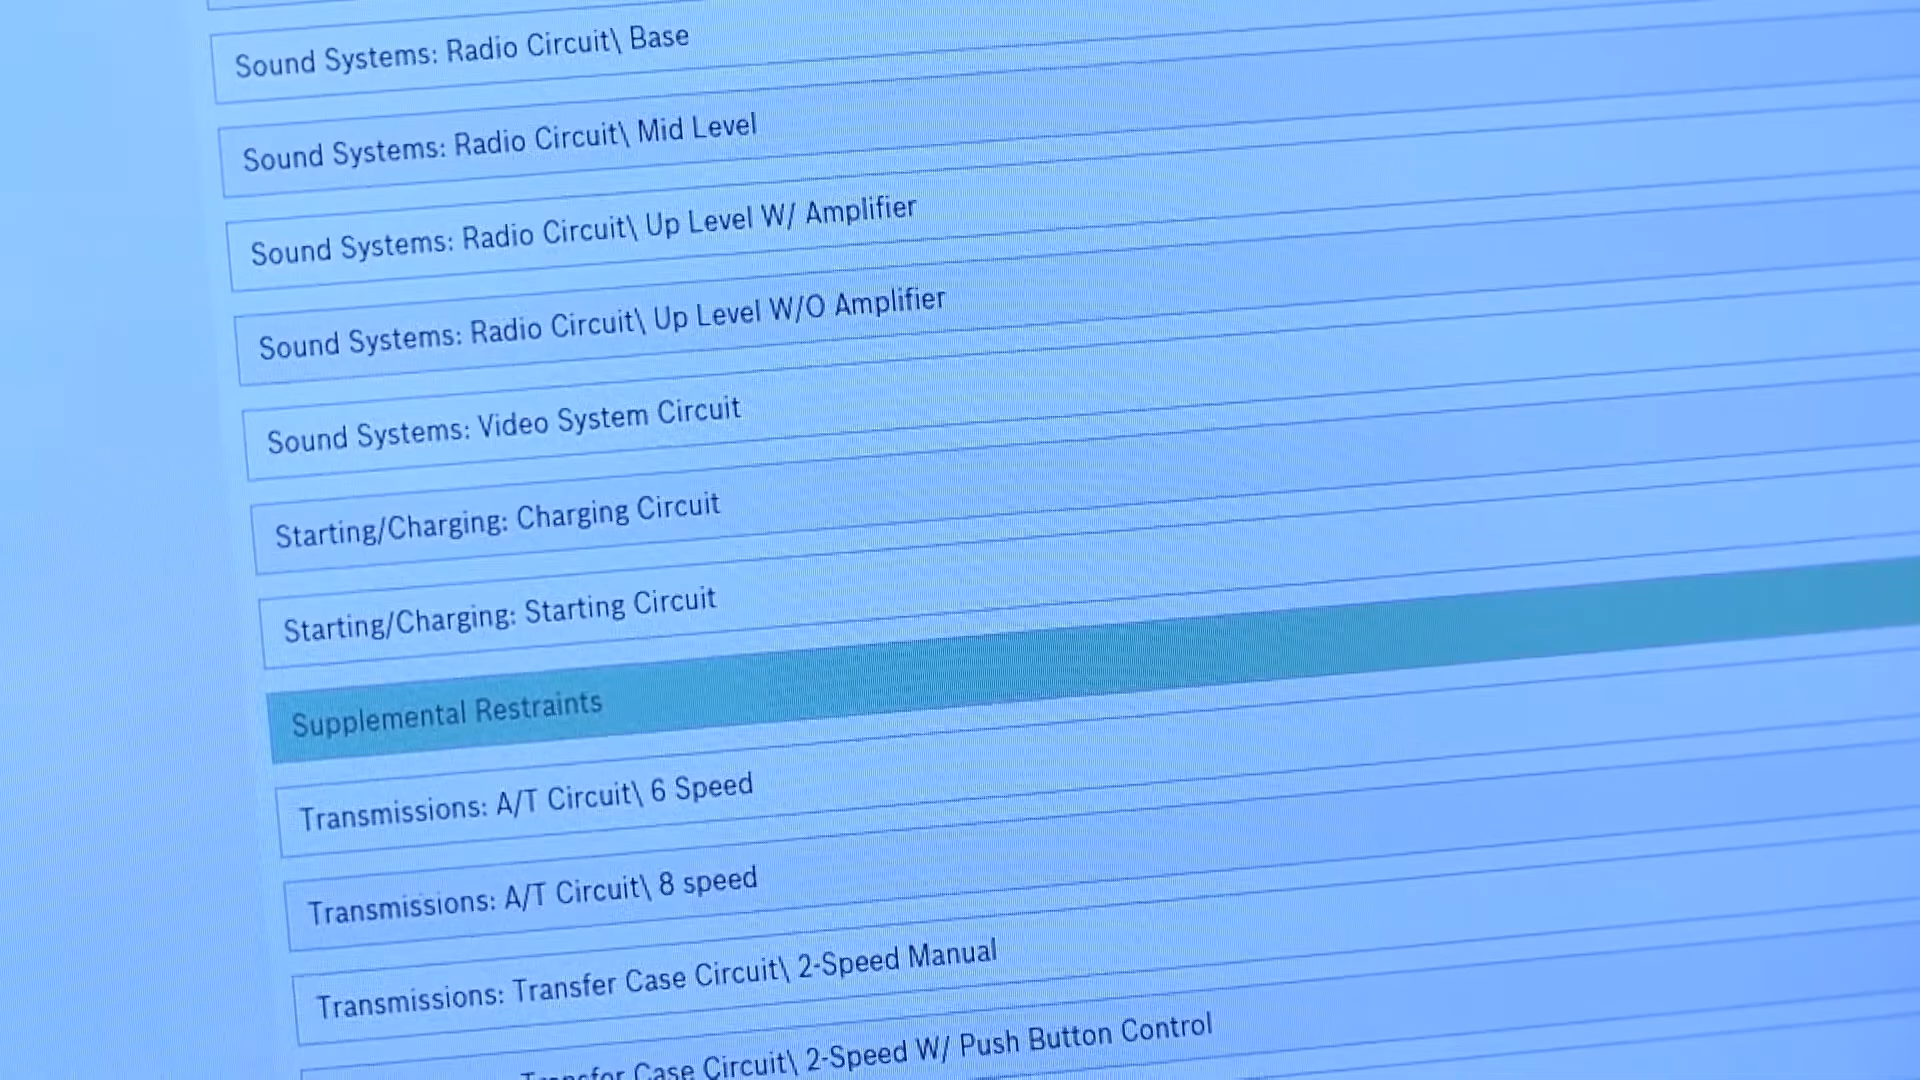 Sound Systems: Radio Circuit\ Base
Sound Systems: Radio Circuit\ Mid Level
Sound Systems: Radio Circuit\ Up Level W/ Amplifier
Sound Systems: Radio Circuit\ Up Level W/O Amplifier
Sound Systems: Video System Circuit
Starting/Charging: Charging Circuit
Starting/Charging: Starting Circuit
Supplemental Restraints
Transmissions: A/T Circuit\ 6 Speed
Transmissions: A/T Circuit\ 8 speed
Transmissions: Transfer Case Circuit\ 2-Speed Manual
Transfer Case Circuit\ 2-Speed W/ Push Button Control